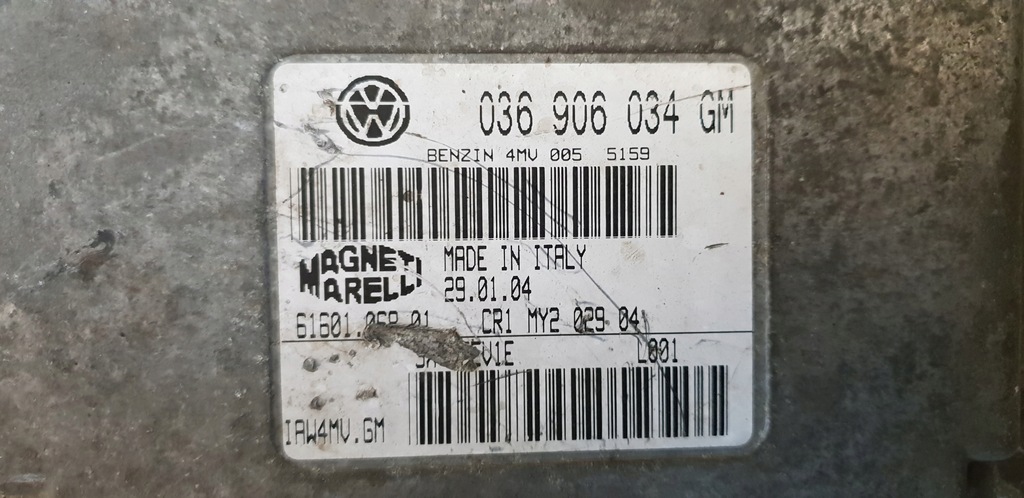 036 906 034 GM
BENZIN 4MV 005 5159
MAGNETI MARELLI
MADE IN ITALY
29.01.04
CR1 MY2 029 04
L001
IAW4MV.GM